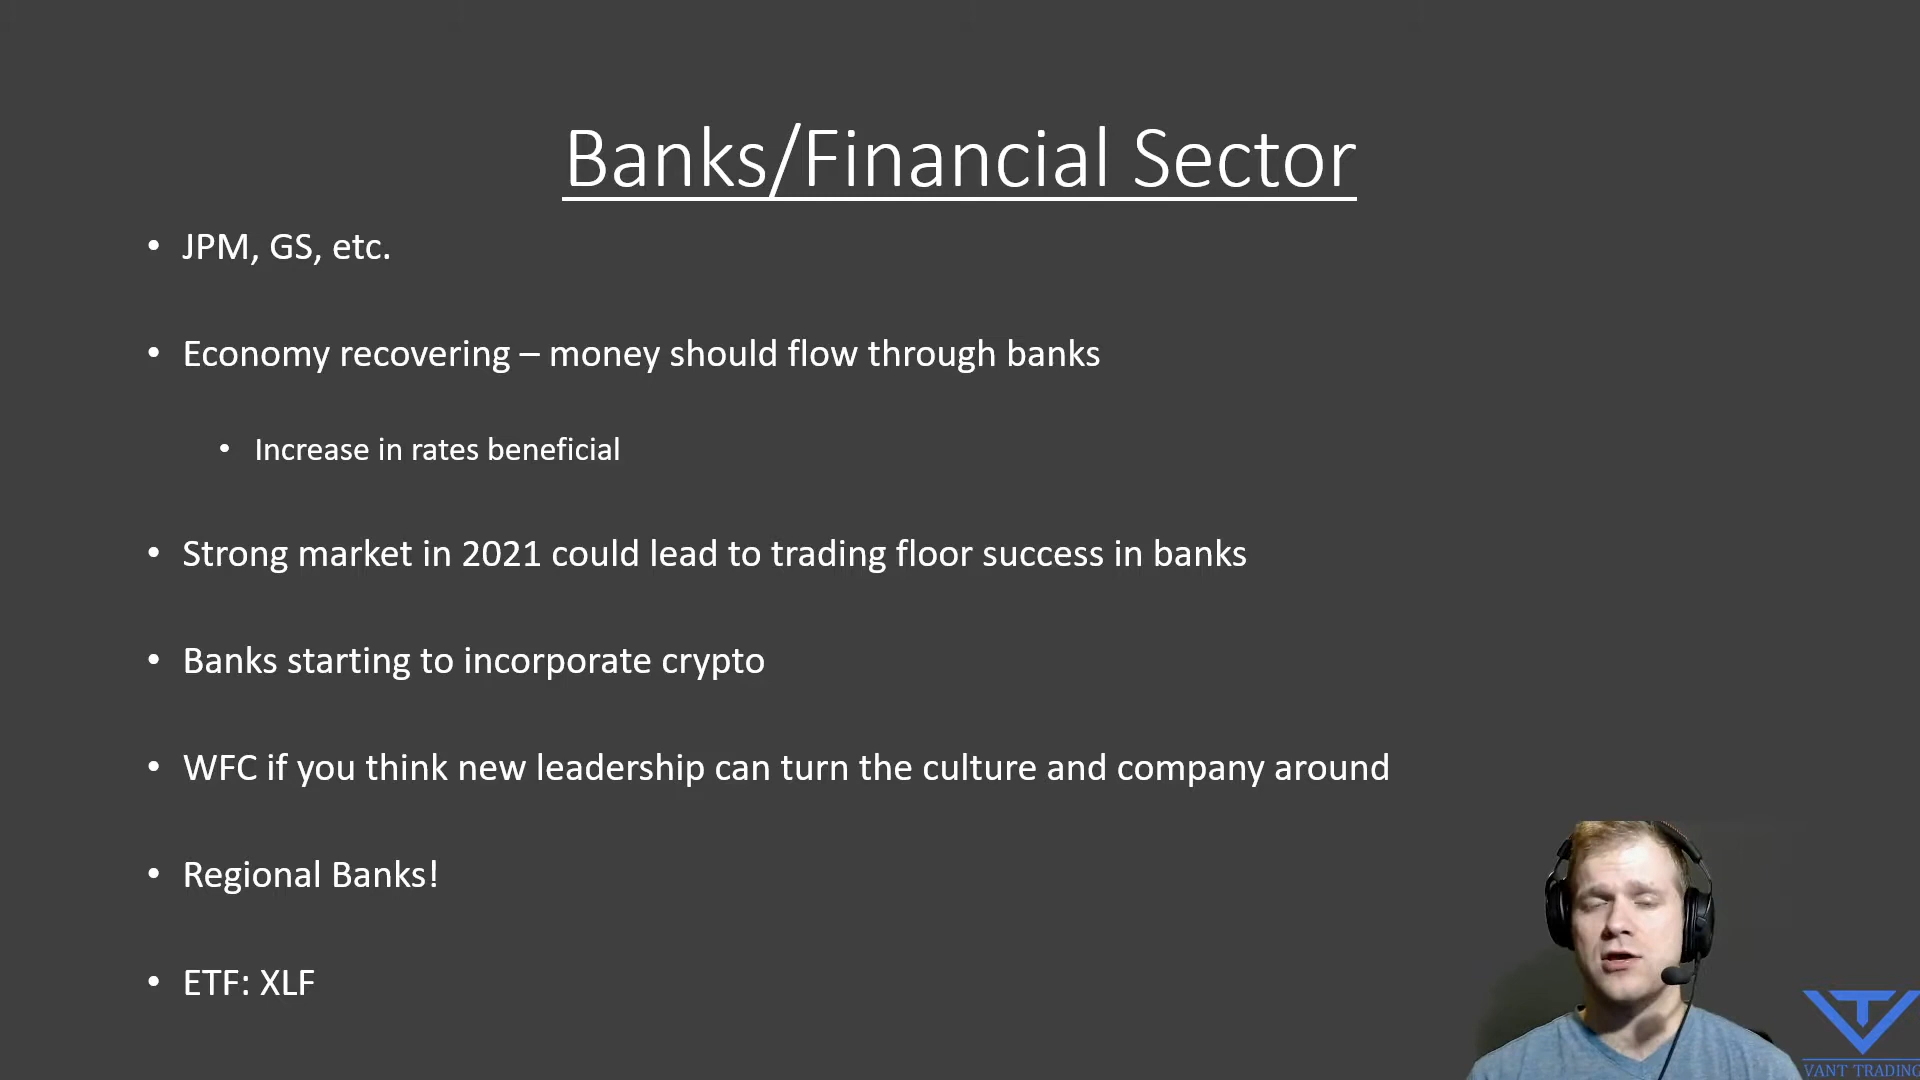 Banks/Financial Sector
• JPM, GS, etc.
• Economy recovering – money should flow through banks
• Increase in rates beneficial
• Strong market in 2021 could lead to trading floor success in banks
• Banks starting to incorporate crypto
• WFC if you think new leadership can turn the culture and company around
• Regional Banks!
• ETF: XLF
VANT TRADING